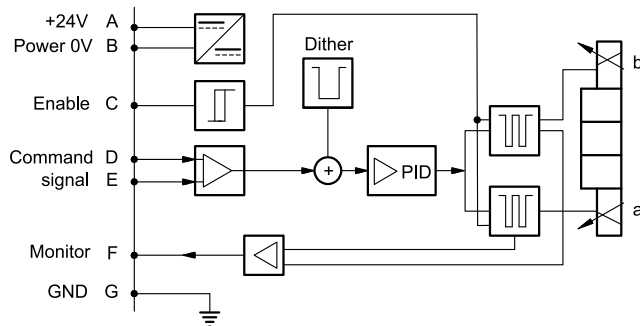 +24V A
Power 0V B
Dither
b
Enable C
Command D
signal E
+
PID
a
Monitor F
GND G